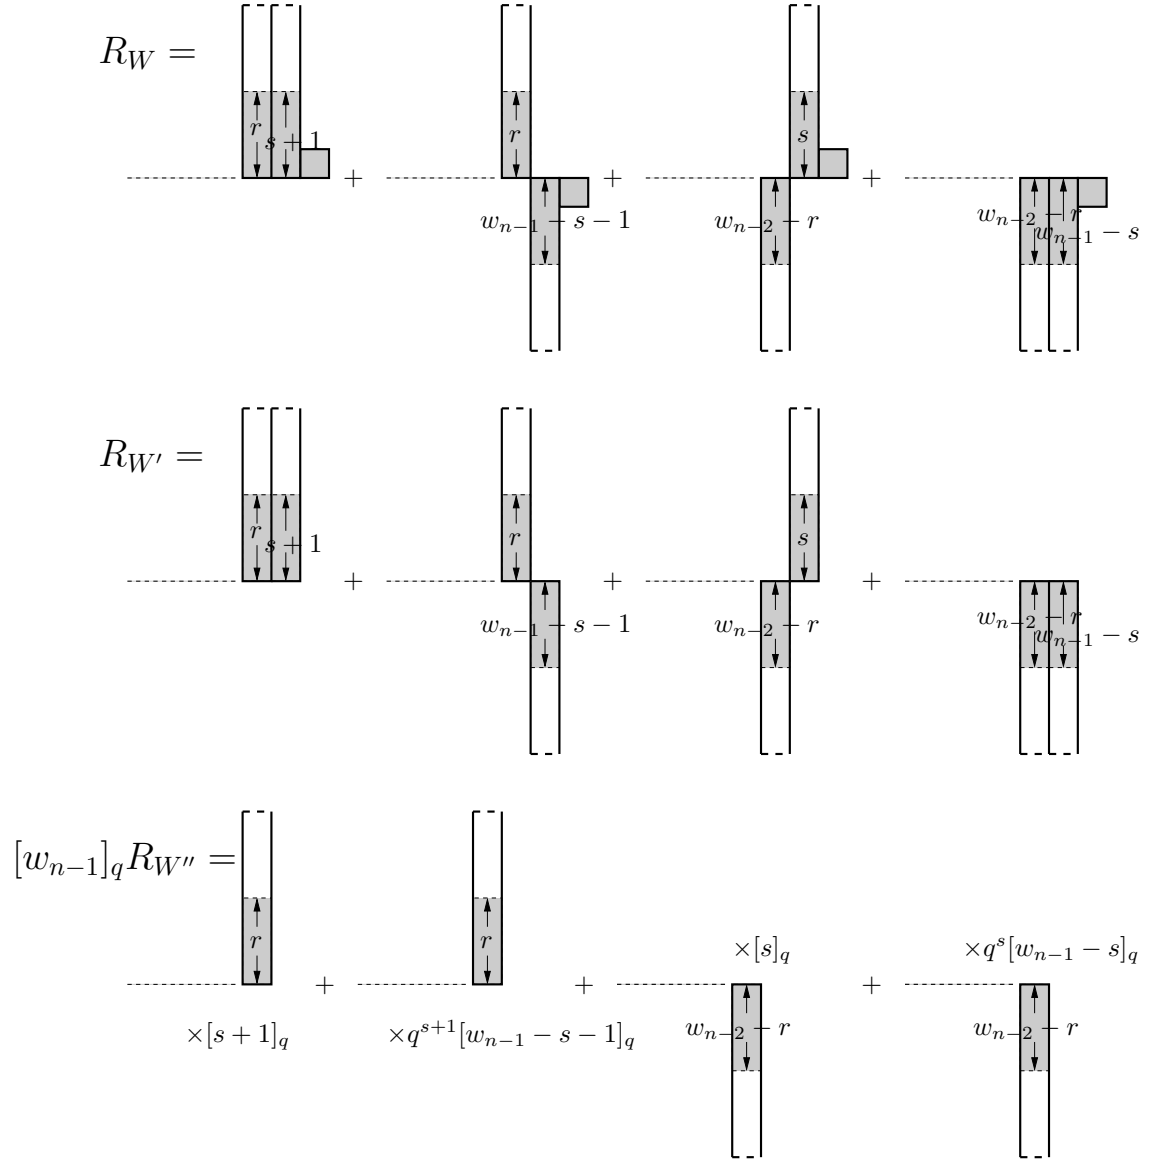 R_W =
r s + 1 r s
+ + +
w_{n-1} - s - 1 w_{n-2} - r w_{n-2} - r
w_{n-1} - s
R_{W'} =
r s + 1 r s
+ + +
w_{n-1} - s - 1 w_{n-2} - r w_{n-2} - r
w_{n-1} - s
[w_{n-1}]_q R_{W''} =
r r ×[s]_q ×q^s[w_{n-1} - s]_q
+ + +
×[s + 1]_q ×q^{s+1}[w_{n-1} - s - 1]_q w_{n-2} - r w_{n-2} - r